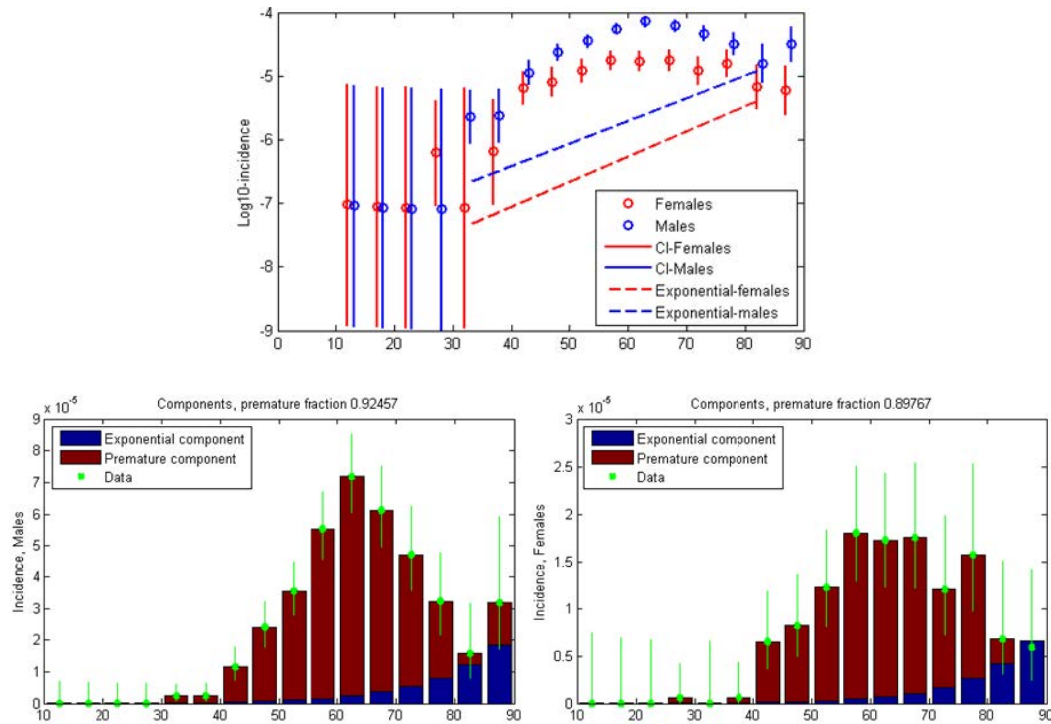 -4
-5
-6
-7
-8
-9
Log10-incidence
0 10 20 30 40 50 60 70 80 90
Females
Males
CI-Females
CI-Males
Exponential-females
Exponential-males
x 10⁻⁵
Components, premature fraction 0.92457
9
8
7
6
5
4
3
2
1
0
Incidence, Males
Exponential component
Premature component
Data
10 20 30 40 50 60 70 80 90
x 10⁻⁵
Components, premature fraction 0.89767
3
2.5
2
1.5
1
0.5
0
Incidence, Females
Exponential component
Premature component
Data
10 20 30 40 50 60 70 80 90